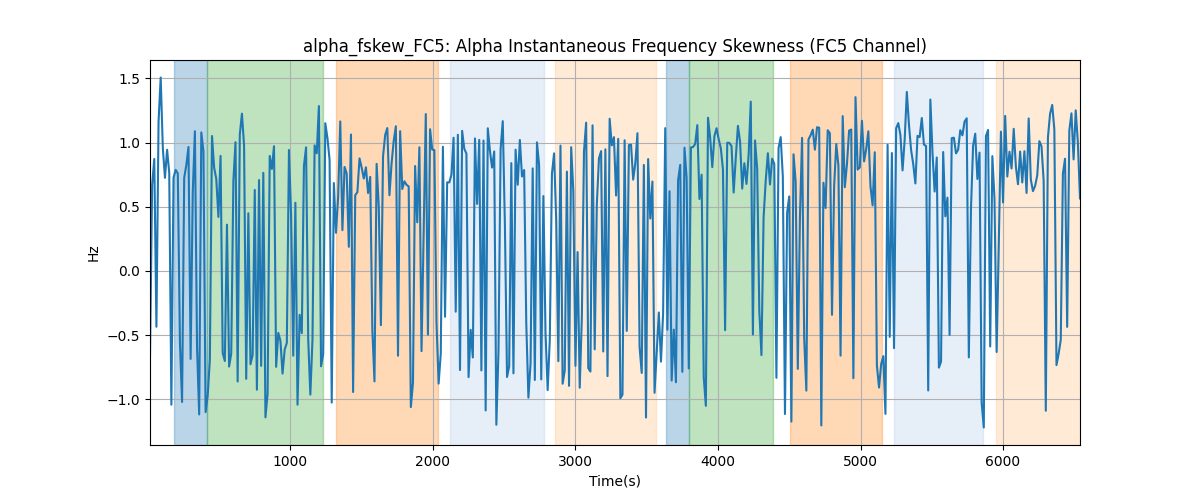 alpha_fskew_FC5: Alpha Instantaneous Frequency Skewness (FC5 Channel)
1.5
1.0
0.5
0.0
−0.5
−1.0
Hz
1000 2000 3000 4000 5000 6000
Time(s)